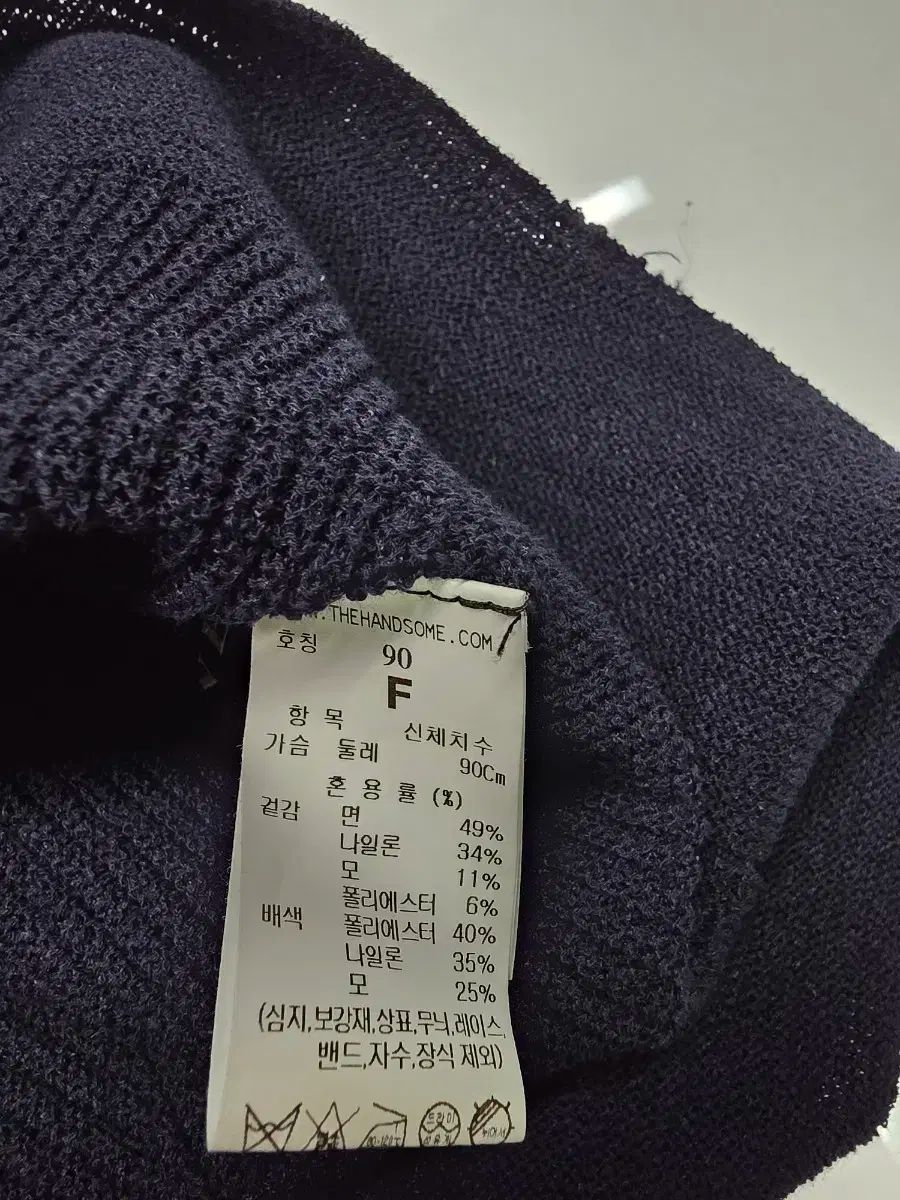 .THEHANDSOME.COM
호칭 90
F
항 목 신체치수
가슴 둘레 90Cm
혼 용 률 (%)
겉감 면 49%
나일론 34%
모 11%
폴리에스터 6%
배색 폴리에스터 40%
나일론 35%
모 25%
(심지,보강재,상표,무늬,레이스,
밴드,자수,장식 제외)
드라이